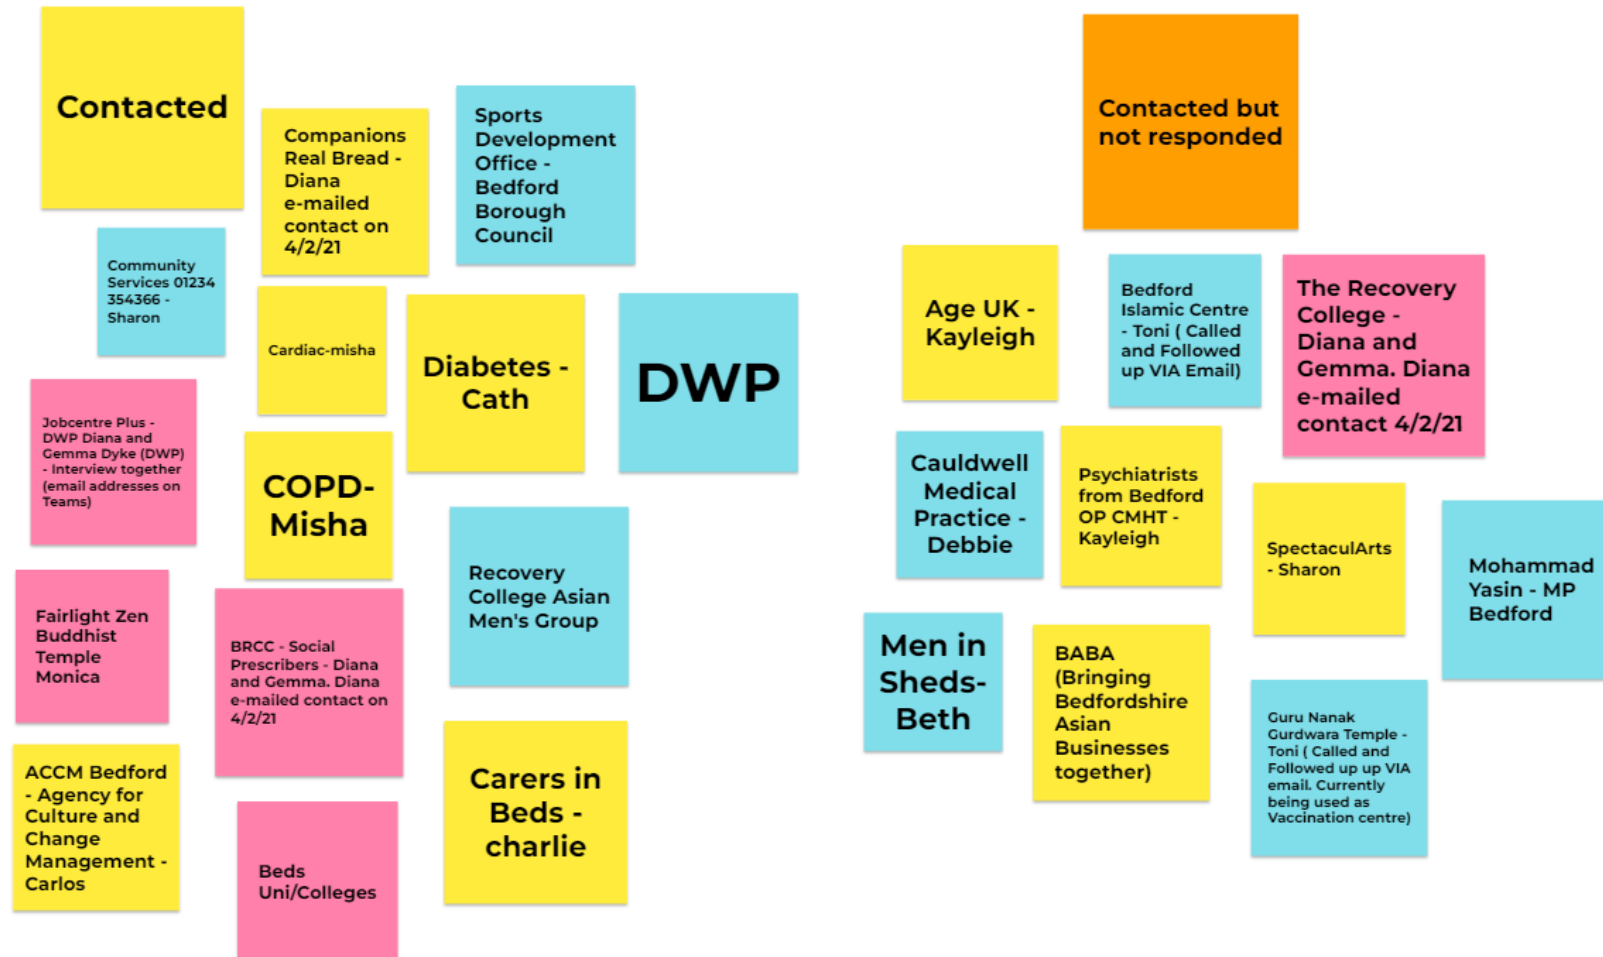 Contacted
Companions
Real Bread -
Diana
e-mailed
contact on
4/2/21
Sports
Development
Office -
Bedford
Borough
Council
Community
Services 01234
354366 -
Sharon
Cardiac-misha
Diabetes -
Cath
DWP
Jobcentre Plus -
DWP Diana and
Gemma Dyke (DWP)
- Interview together
(email addresses on
Teams)
COPD-
Misha
Recovery
College Asian
Men's Group
Fairlight Zen
Buddhist
Temple
Monica
BRCC - Social
Prescribers - Diana
and Gemma. Diana
e-mailed contact on
4/2/21
ACCM Bedford
- Agency for
Culture and
Change
Management -
Carlos
Beds
Uni/Colleges
Carers in
Beds -
charlie
Contacted but
not responded
Age UK -
Kayleigh
Bedford
Islamic Centre
- Toni ( Called
and Followed
up VIA Email)
The Recovery
College -
Diana and
Gemma. Diana
e-mailed
contact 4/2/21
Cauldwell
Medical
Practice -
Debbie
Psychiatrists
from Bedford
OP CMHT -
Kayleigh
SpectaculArts
- Sharon
Mohammad
Yasin - MP
Bedford
Men in
Sheds-
Beth
BABA
(Bringing
Bedfordshire
Asian
Businesses
together)
Guru Nanak
Gurdwara Temple -
Toni ( Called and
Followed up up VIA
email. Currently
being used as
Vaccination centre)